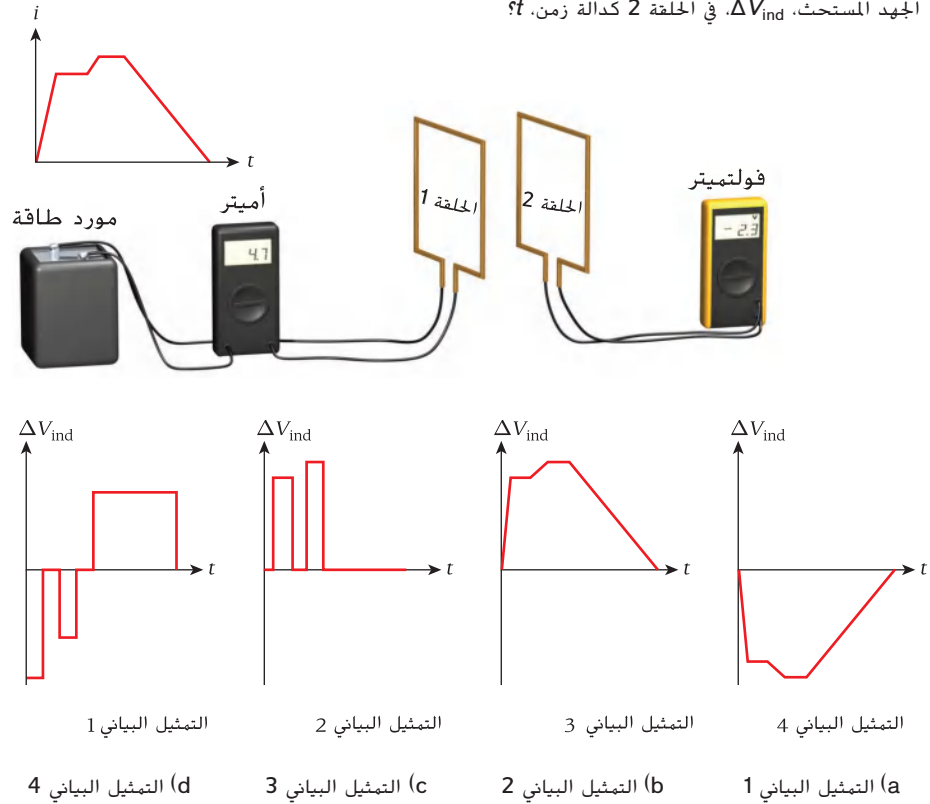 الجهد المستحث، ΔVind، في الحلقة 2 كدالة زمن، t؟
i
t
مورد طاقة
أميتر
4.7
الحلقة 1
الحلقة 2
فولتميتر
V
- 2.3
ΔVind
t
ΔVind
t
ΔVind
t
ΔVind
t
التمثيل البياني 1
التمثيل البياني 2
التمثيل البياني 3
التمثيل البياني 4
a) التمثيل البياني 1
b) التمثيل البياني 2
c) التمثيل البياني 3
d) التمثيل البياني 4